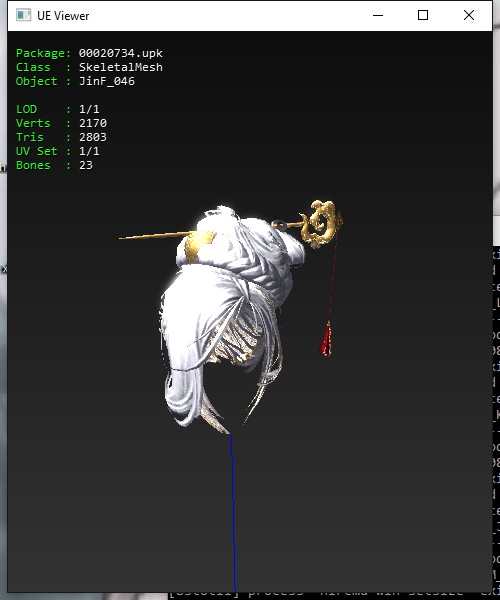 UE Viewer
Package: 00020734.upk
Class  : SkeletalMesh
Object : JinF_046
LOD    : 1/1
Verts  : 2170
Tris   : 2803
UV Set : 1/1
Bones  : 23